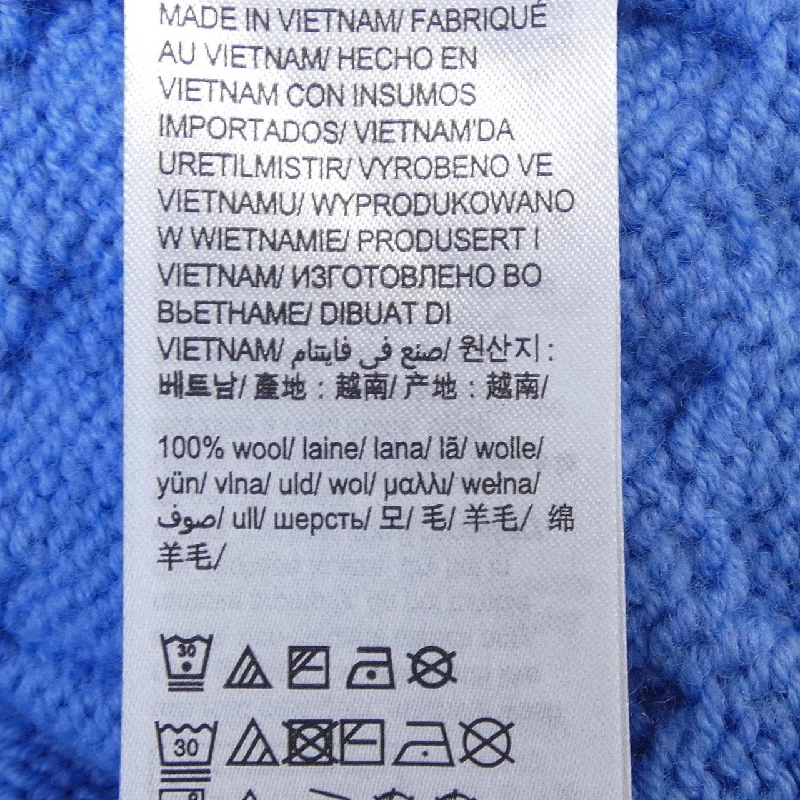 MADE IN VIETNAM/ FABRIQUÉ
AU VIETNAM/ HECHO EN
VIETNAM CON INSUMOS
IMPORTADOS/ VIETNAM'DA
URETILMISTIR/ VYROBENO VE
VIETNAMU/ WYPRODUKOWANO
W WIETNAMIE/ PRODUSERT I
VIETNAM/ ИЗГОТОВЛЕНО ВО
ВЬЕТНАМЕ/ DIBUAT DI
VIETNAM/ صنع في فايتنام/ 원산지 :
베트남/ 產地 : 越南/ 产地 : 越南/
100% wool/ laine/ lana/ lã/ wolle/
yün/ vlna/ uld/ wol/ μαλλι/ wełna/
صوف/ ull/ шерсть/ 모/ 毛/ 羊毛/ 绵
羊毛/
30
30